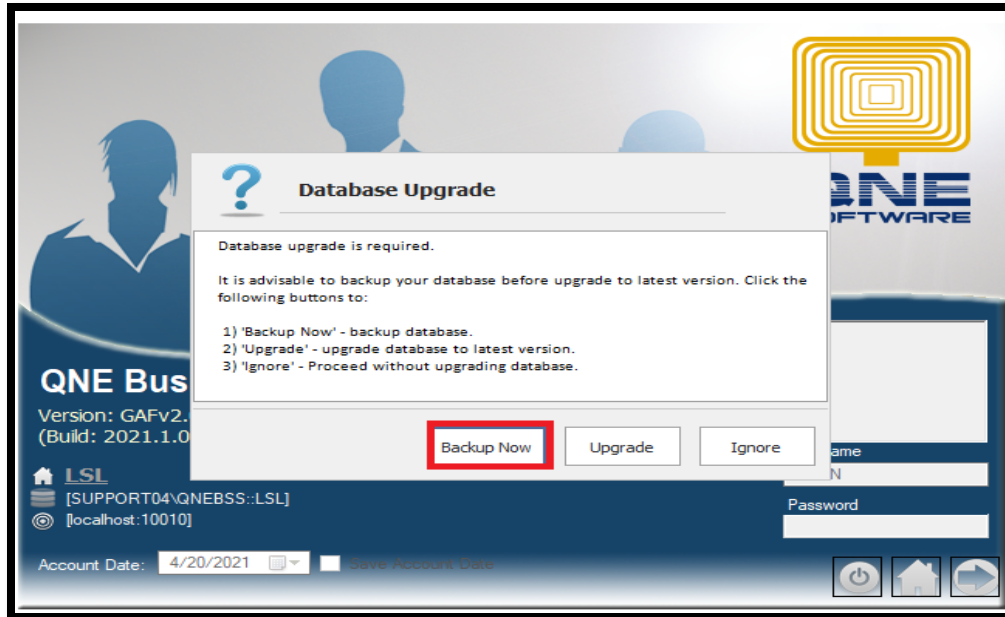 Database Upgrade
Database upgrade is required.
It is advisable to backup your database before upgrade to latest version. Click the
following buttons to:
1) 'Backup Now' - backup database.
2) 'Upgrade' - upgrade database to latest version.
3) 'Ignore' - Proceed without upgrading database.
Backup Now
Upgrade
Ignore
QNE
SOFTWARE
QNE Bus
Version: GAFv2.
(Build: 2021.1.0
LSL
[SUPPORT04\QNEBSS::LSL]
[localhost:10010]
Account Date: 4/20/2021 Save Account Date
ame
N
Password